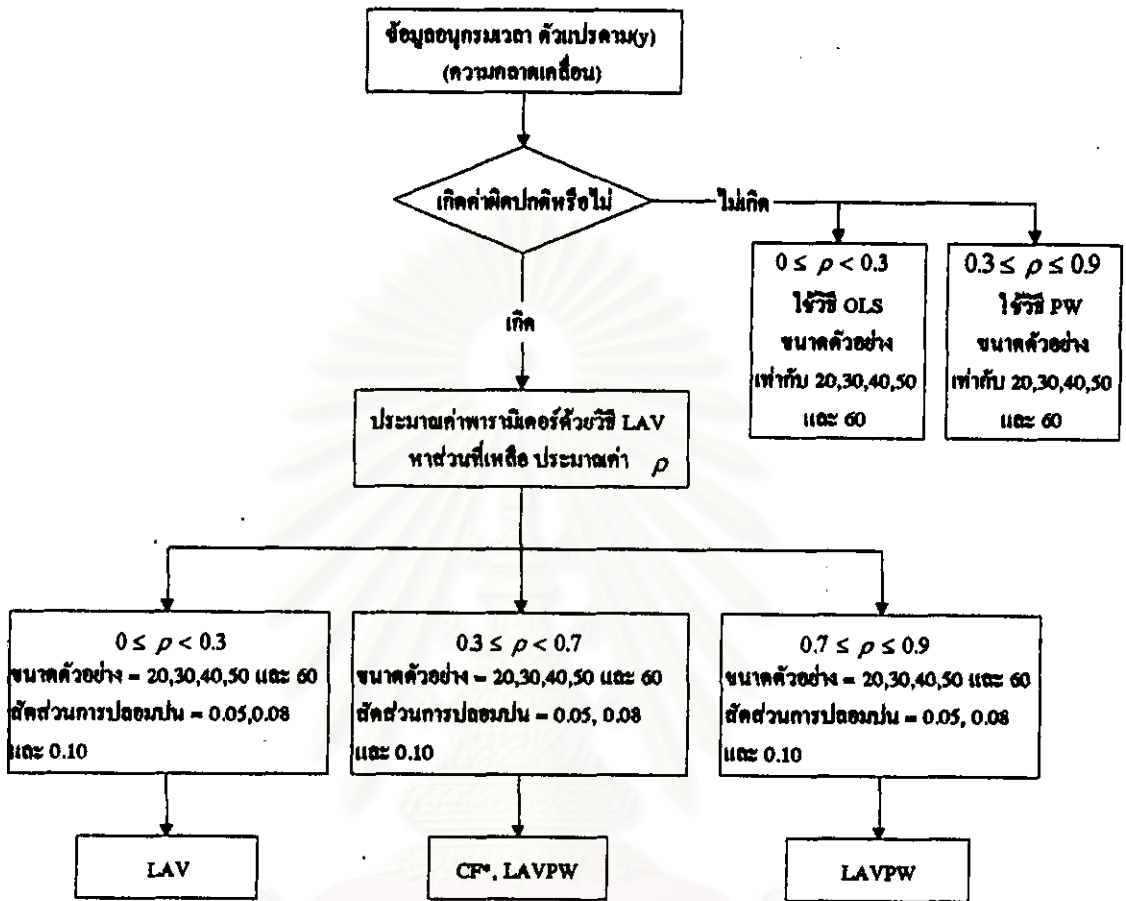 ข้อมูลอนุกรมเวลา ตัวแปรตาม(y)
(ความคลาดเคลื่อน)
เกิดค่าผิดปกติหรือไม่
ไม่เกิด
0 ≤ ρ < 0.3
ใช้วิธี OLS
ขนาดตัวอย่าง
เท่ากับ 20,30,40,50
และ 60
0.3 ≤ ρ ≤ 0.9
ใช้วิธี PW
ขนาดตัวอย่าง
เท่ากับ 20,30,40,50
และ 60
เกิด
ประมาณค่าพารามิเตอร์ด้วยวิธี LAV
หาส่วนที่เหลือ ประมาณค่า ρ
0 ≤ ρ < 0.3
ขนาดตัวอย่าง = 20,30,40,50 และ 60
สัดส่วนการปลอมปน = 0.05,0.08
และ 0.10
0.3 ≤ ρ < 0.7
ขนาดตัวอย่าง = 20,30,40,50 และ 60
สัดส่วนการปลอมปน = 0.05, 0.08
และ 0.10
0.7 ≤ ρ ≤ 0.9
ขนาดตัวอย่าง = 20,30,40,50 และ 60
สัดส่วนการปลอมปน = 0.05, 0.08
และ 0.10
LAV
CF*, LAVPW
LAVPW